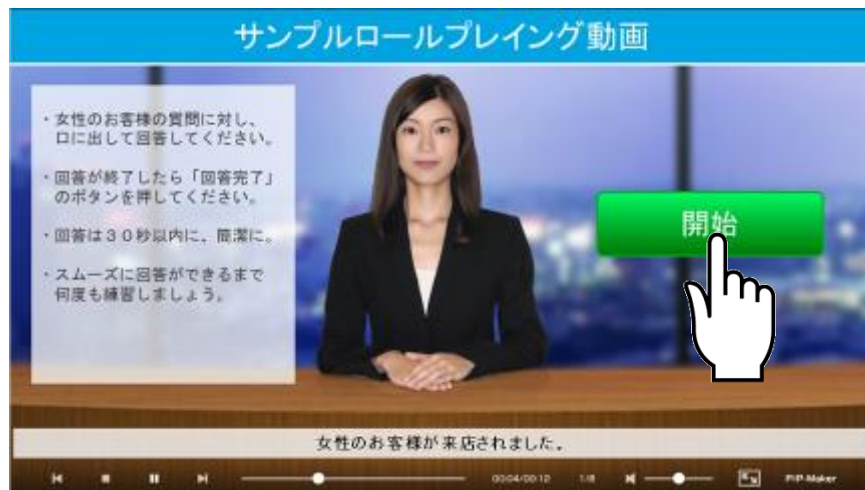 サンプルロールプレイング動画
・女性のお客様の質問に対し、
口に出して回答してください。
・回答が終了したら「回答完了」
のボタンを押してください。
・回答は３０秒以内に、簡潔に。
・スムーズに回答ができるまで
何度も練習しましょう。
開始
女性のお客様が来店されました。
00:04/00:12 1/8 PIP-Maker